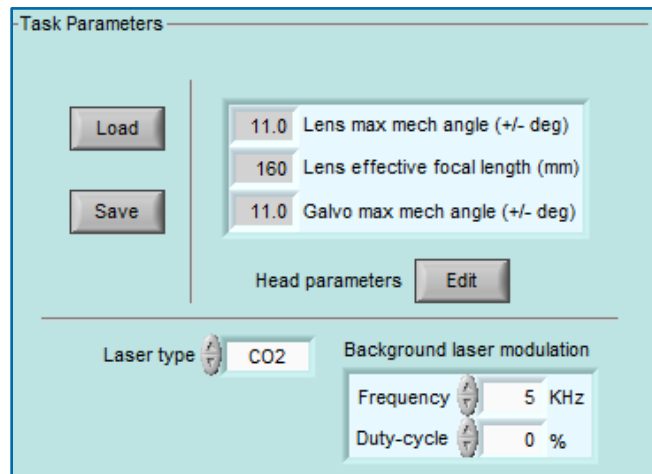 Task Parameters
Load
Save
11.0 Lens max mech angle (+/- deg)
160 Lens effective focal length (mm)
11.0 Galvo max mech angle (+/- deg)
Head parameters Edit
Laser type CO2
Background laser modulation
Frequency 5 KHz
Duty-cycle 0 %